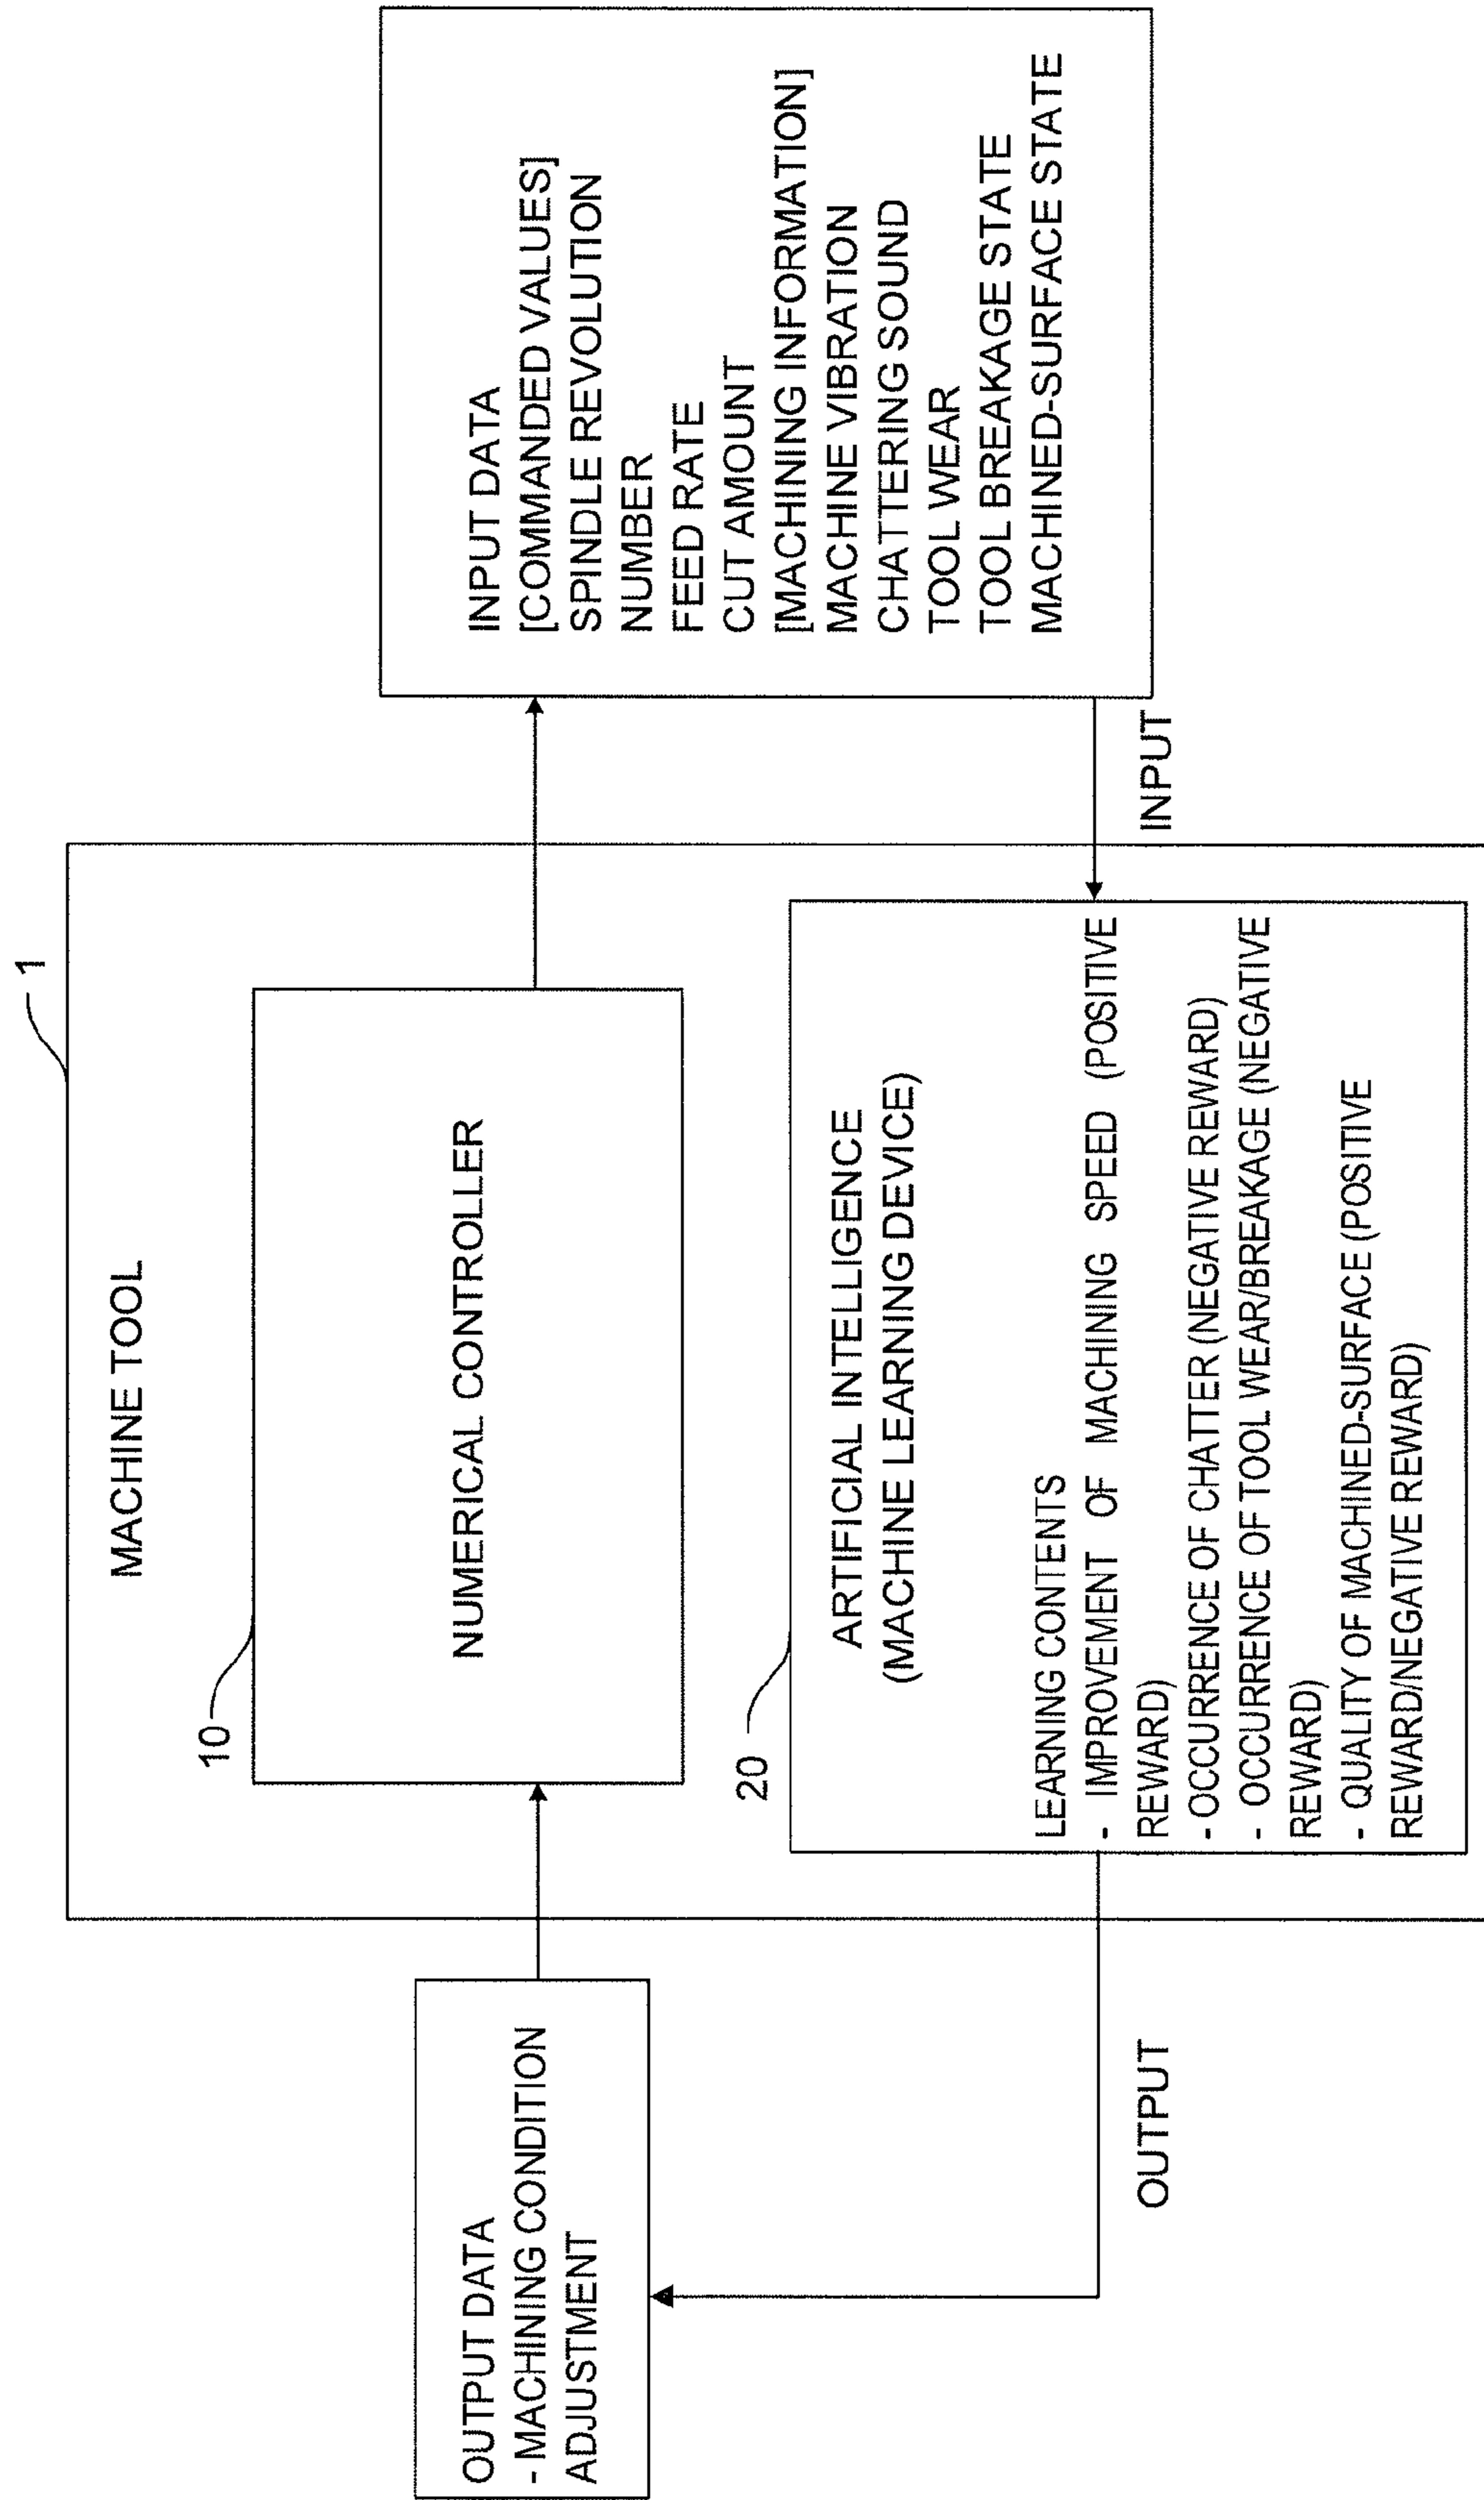 1
MACHINE TOOL
10
NUMERICAL CONTROLLER
20
ARTIFICIAL INTELLIGENCE
(MACHINE LEARNING DEVICE)
LEARNING CONTENTS
- IMPROVEMENT OF MACHINING SPEED (POSITIVE
REWARD)
- OCCURRENCE OF CHATTER (NEGATIVE REWARD)
- OCCURRENCE OF TOOL WEAR/BREAKAGE (NEGATIVE
REWARD)
- QUALITY OF MACHINED-SURFACE (POSITIVE
REWARD/NEGATIVE REWARD)
OUTPUT DATA
- MACHINING CONDITION
ADJUSTMENT
OUTPUT
INPUT DATA
[COMMANDED VALUES]
SPINDLE REVOLUTION
NUMBER
FEED RATE
CUT AMOUNT
[MACHINING INFORMATION]
MACHINE VIBRATION
CHATTERING SOUND
TOOL WEAR
TOOL BREAKAGE STATE
MACHINED-SURFACE STATE
INPUT